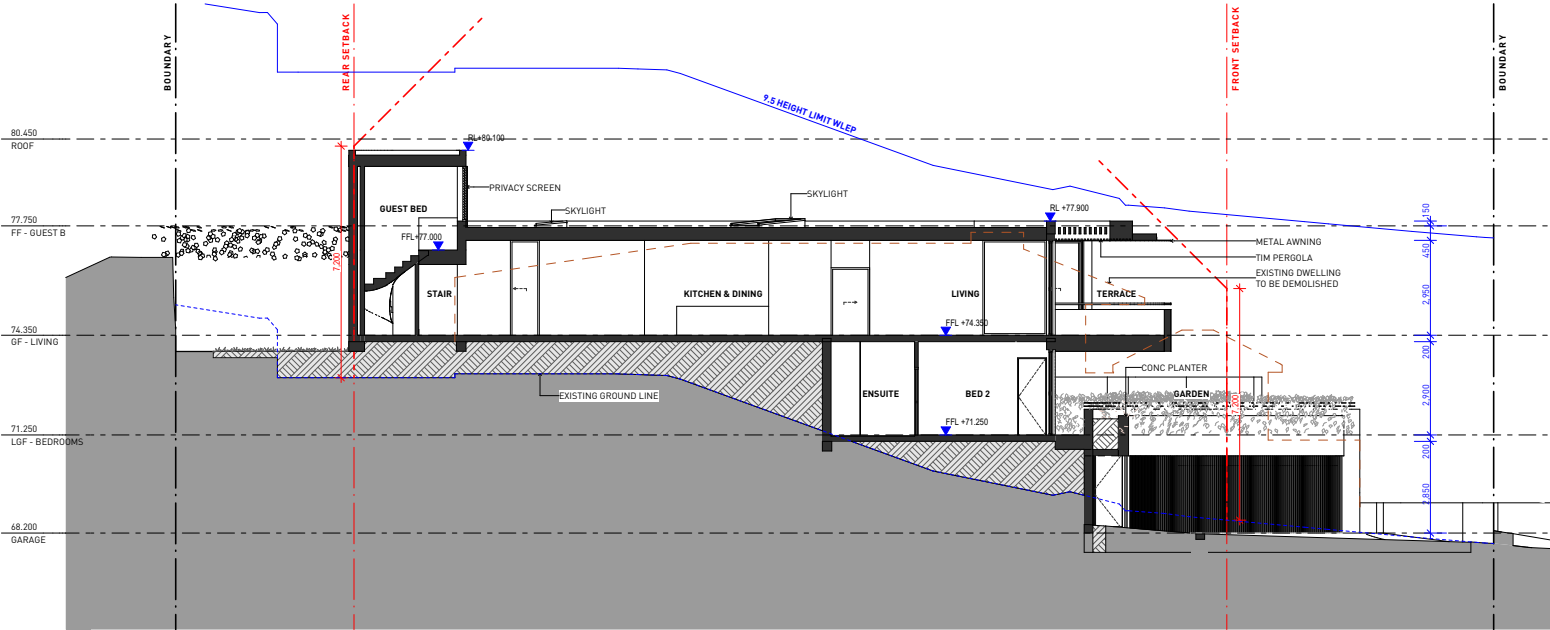 BOUNDARY
REAR SETBACK
FRONT SETBACK
BOUNDARY
9.5 HEIGHT LIMIT WLEP
80.450
ROOF
RL+80.100
PRIVACY SCREEN
GUEST BED
SKYLIGHT
SKYLIGHT
RL +77.900
150
77.750
FF - GUEST B
FFL+77.000
METAL AWNING
450
TIM PERGOLA
7.200
EXISTING DWELLING
TO BE DEMOLISHED
STAIR
KITCHEN & DINING
LIVING
TERRACE
2.950
74.350
GF - LIVING
FFL +74.350
200
CONC PLANTER
EXISTING GROUND LINE
ENSUITE
BED 2
GARDEN
7.200
2.900
71.250
LGF - BEDROOMS
FFL +71.250
200
2.850
68.200
GARAGE